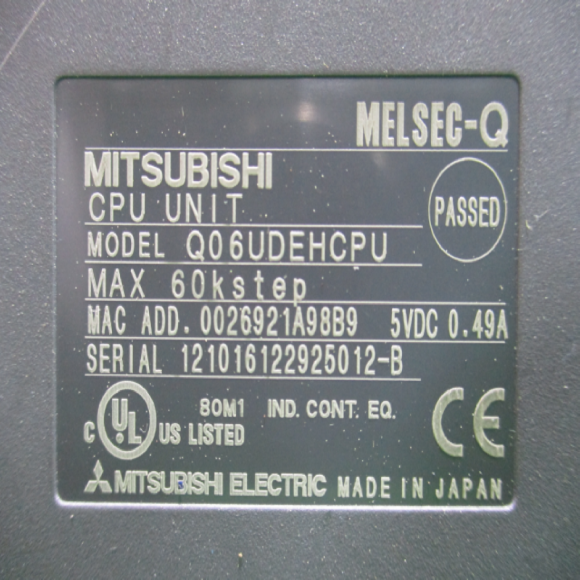 MELSEC-Q
MITSUBISHI
CPU UNIT
PASSED
MODEL Q06UDEHCPU
MAX 60kstep
MAC ADD. 0026921A98B9 5VDC 0.49A
SERIAL 121016122925012-B
80M1 IND. CONT. EQ.
C UL US LISTED
CE
MITSUBISHI ELECTRIC MADE IN JAPAN